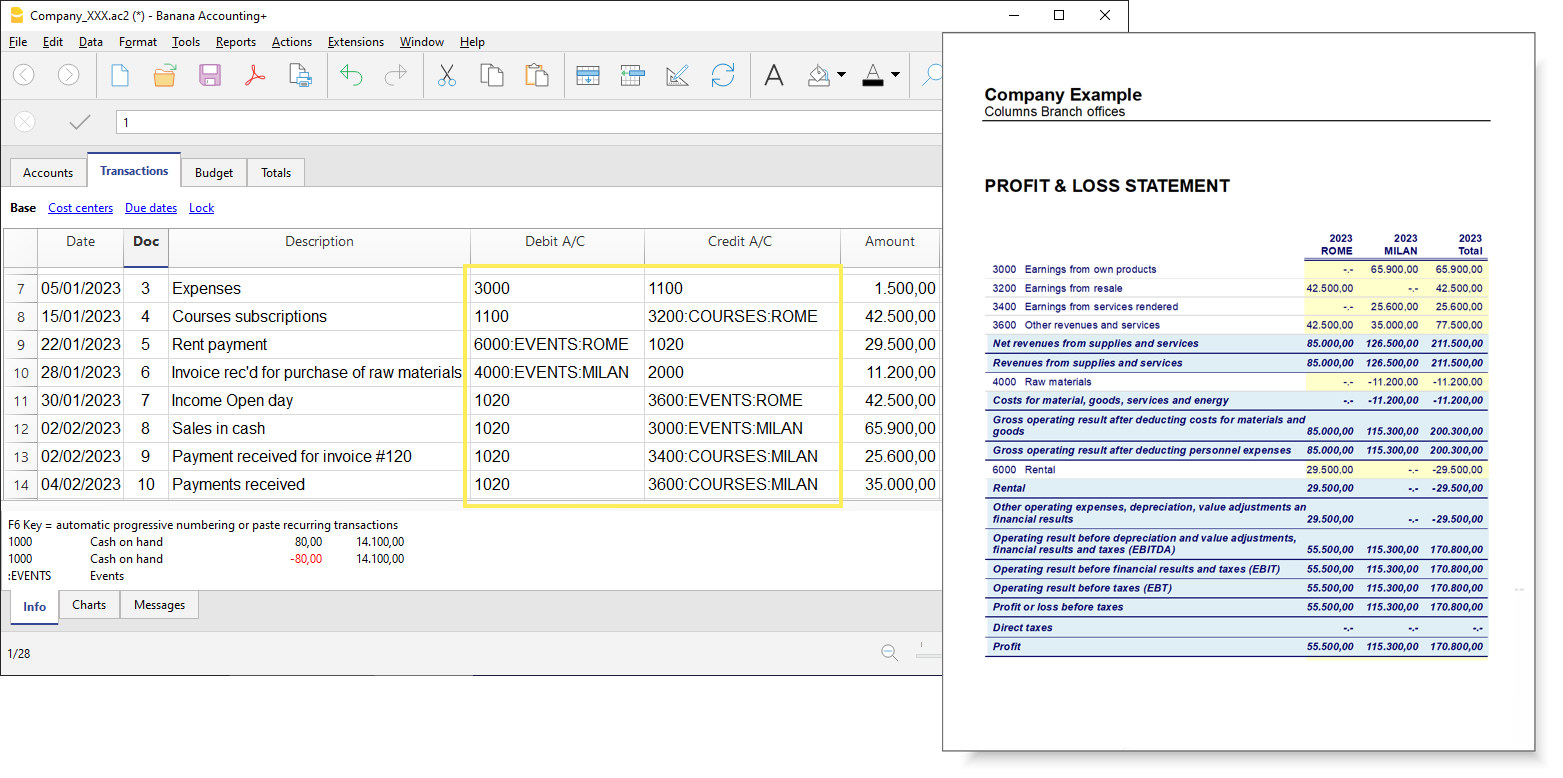 Company_XXX.ac2 (*) - Banana Accounting+
File Edit Data Format Tools Reports Actions Extensions Window Help
1
Accounts Transactions Budget Totals
Base Cost centers Due dates Lock
Date Doc Description Debit A/C Credit A/C Amount
7 05/01/2023 3 Expenses 3000 1100 1.500,00
8 15/01/2023 4 Courses subscriptions 1100 3200:COURSES:ROME 42.500,00
9 22/01/2023 5 Rent payment 6000:EVENTS:ROME 1020 29.500,00
10 28/01/2023 6 Invoice rec'd for purchase of raw materials 4000:EVENTS:MILAN 2000 11.200,00
11 30/01/2023 7 Income Open day 1020 3600:EVENTS:ROME 42.500,00
12 02/02/2023 8 Sales in cash 1020 3000:EVENTS:MILAN 65.900,00
13 02/02/2023 9 Payment received for invoice #120 1020 3400:COURSES:MILAN 25.600,00
14 04/02/2023 10 Payments received 1020 3600:COURSES:MILAN 35.000,00
F6 Key = automatic progressive numbering or paste recurring transactions
1000 Cash on hand 80,00 14.100,00
1000 Cash on hand -80,00 14.100,00
:EVENTS Events
Info Charts Messages
1/28
Company Example
Columns Branch offices
PROFIT & LOSS STATEMENT
2023 2023 2023
ROME MILAN Total
3000 Earnings from own products -.- 65.900,00 65.900,00
3200 Earnings from resale 42.500,00 -.- 42.500,00
3400 Earnings from services rendered -.- 25.600,00 25.600,00
3600 Other revenues and services 42.500,00 35.000,00 77.500,00
Net revenues from supplies and services 85.000,00 126.500,00 211.500,00
Revenues from supplies and services 85.000,00 126.500,00 211.500,00
4000 Raw materials -.- -11.200,00 -11.200,00
Costs for material, goods, services and energy -.- -11.200,00 -11.200,00
Gross operating result after deducting costs for materials and
goods 85.000,00 115.300,00 200.300,00
Gross operating result after deducting personnel expenses 85.000,00 115.300,00 200.300,00
6000 Rental 29.500,00 -.- -29.500,00
Rental 29.500,00 -.- -29.500,00
Other operating expenses, depreciation, value adjustments an
financial results 29.500,00 -.- -29.500,00
Operating result before depreciation and value adjustments,
financial results and taxes (EBITDA) 55.500,00 115.300,00 170.800,00
Operating result before financial results and taxes (EBIT) 55.500,00 115.300,00 170.800,00
Operating result before taxes (EBT) 55.500,00 115.300,00 170.800,00
Profit or loss before taxes 55.500,00 115.300,00 170.800,00
Direct taxes -.- -.- -.-
Profit 55.500,00 115.300,00 170.800,00